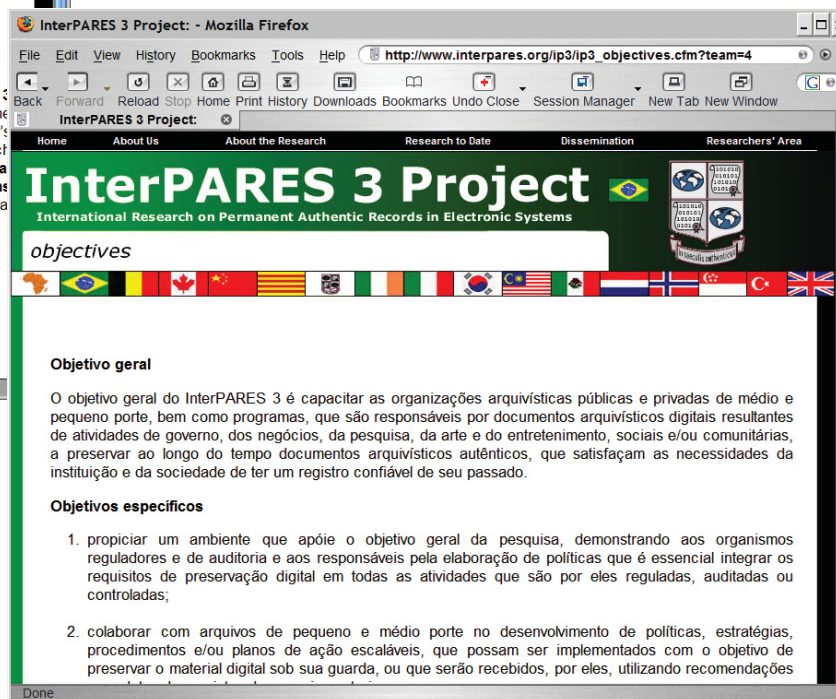 InterPARES 3 Project: - Mozilla Firefox
File Edit View History Bookmarks Tools Help http://www.interpares.org/ip3/ip3_objectives.cfm?team=4
Back Forward Reload Stop Home Print History Downloads Bookmarks Undo Close Session Manager New Tab New Window
InterPARES 3 Project:
Home About Us About the Research Research to Date Dissemination Researchers' Area
InterPARES 3 Project
International Research on Permanent Authentic Records in Electronic Systems
objectives
Objetivo geral
O objetivo geral do InterPARES 3 é capacitar as organizações arquivísticas públicas e privadas de médio e
pequeno porte, bem como programas, que são responsáveis por documentos arquivísticos digitais resultantes
de atividades de governo, dos negócios, da pesquisa, da arte e do entretenimento, sociais e/ou comunitárias,
a preservar ao longo do tempo documentos arquivísticos autênticos, que satisfaçam as necessidades da
instituição e da sociedade de ter um registro confiável de seu passado.
Objetivos específicos
1. propiciar um ambiente que apóie o objetivo geral da pesquisa, demonstrando aos organismos
reguladores e de auditoria e aos responsáveis pela elaboração de políticas que é essencial integrar os
requisitos de preservação digital em todas as atividades que são por eles reguladas, auditadas ou
controladas;
2. colaborar com arquivos de pequeno e médio porte no desenvolvimento de políticas, estratégias,
procedimentos e/ou planos de ação escaláveis, que possam ser implementados com o objetivo de
preservar o material digital sob sua guarda, ou que serão recebidos, por eles, utilizando recomendações
Done